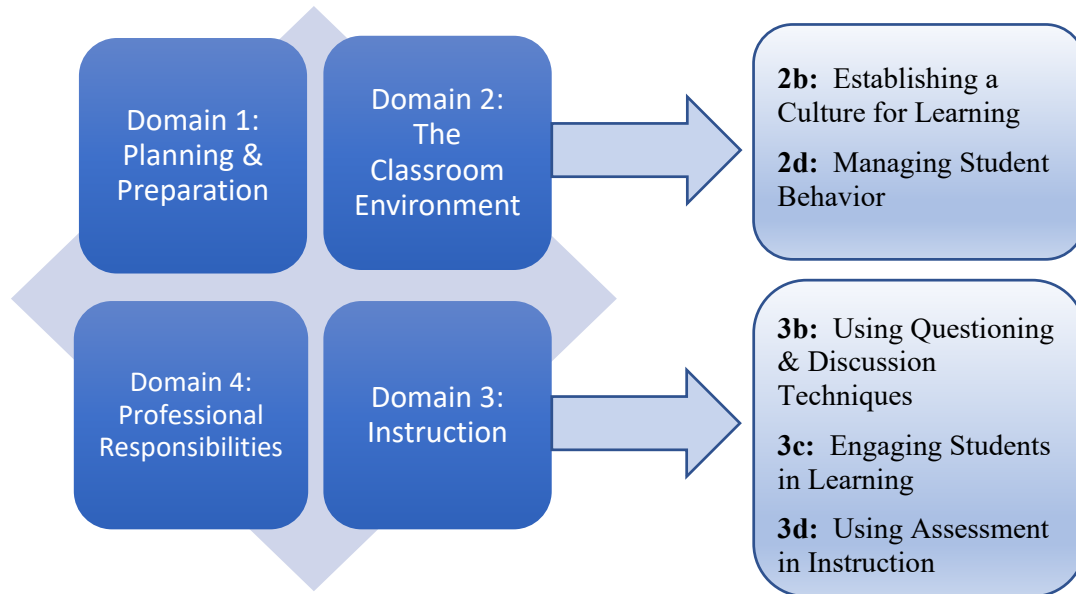 Domain 1:
Planning &
Preparation
Domain 2:
The
Classroom
Environment
2b:  Establishing a
Culture for Learning
2d:  Managing Student
Behavior
Domain 4:
Professional
Responsibilities
Domain 3:
Instruction
3b:  Using Questioning
& Discussion
Techniques
3c:  Engaging Students
in Learning
3d:  Using Assessment
in Instruction